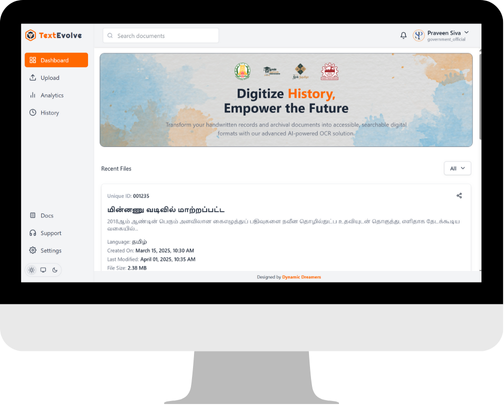 TextEvolve
Search documents
Praveen Siva
government_official
Dashboard
Upload
Analytics
History
Digitize History,
Empower the Future
Transform your handwritten records and archival documents into accessible, searchable digital
formats with our advanced AI-powered OCR solution.
Recent Files
All
Unique ID: 001235
மின்னணு வடிவில் மாற்றப்பட்ட
2018ஆம் ஆண்டின் பெரும் அளவிலான கையெழுத்துப் பதிவுகளை நவீன தொழில்நுட்ப உதவியுடன் தொகுத்து, எளிதாக தேடக்கூடிய
வகையில்.
Language: தமிழ்
Created On: March 15, 2025, 10:30 AM
Last Modified: April 01, 2025, 10:35 AM
File Size: 2.38 MB
Docs
Support
Settings
Designed by Dynamic Dreamers